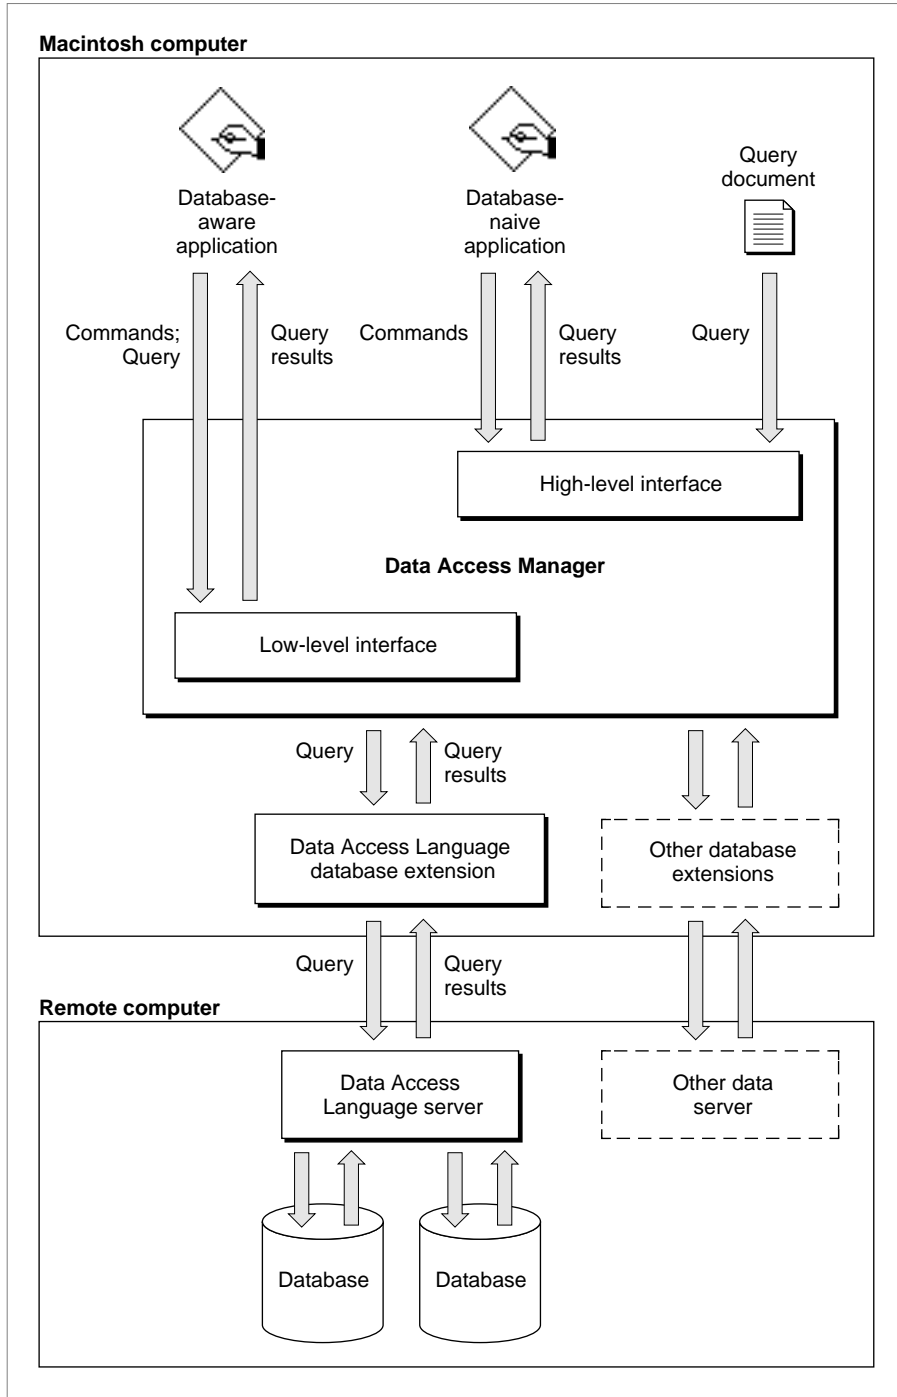 Macintosh computer
Database-
aware
application
Database-
naive
application
Query
document
Commands;
Query
Query
results
Commands
Query
results
Query
High-level interface
Data Access Manager
Low-level interface
Query
Query
results
Data Access Language
database extension
Other database
extensions
Query
Query
results
Remote computer
Data Access
Language server
Other data
server
Database
Database